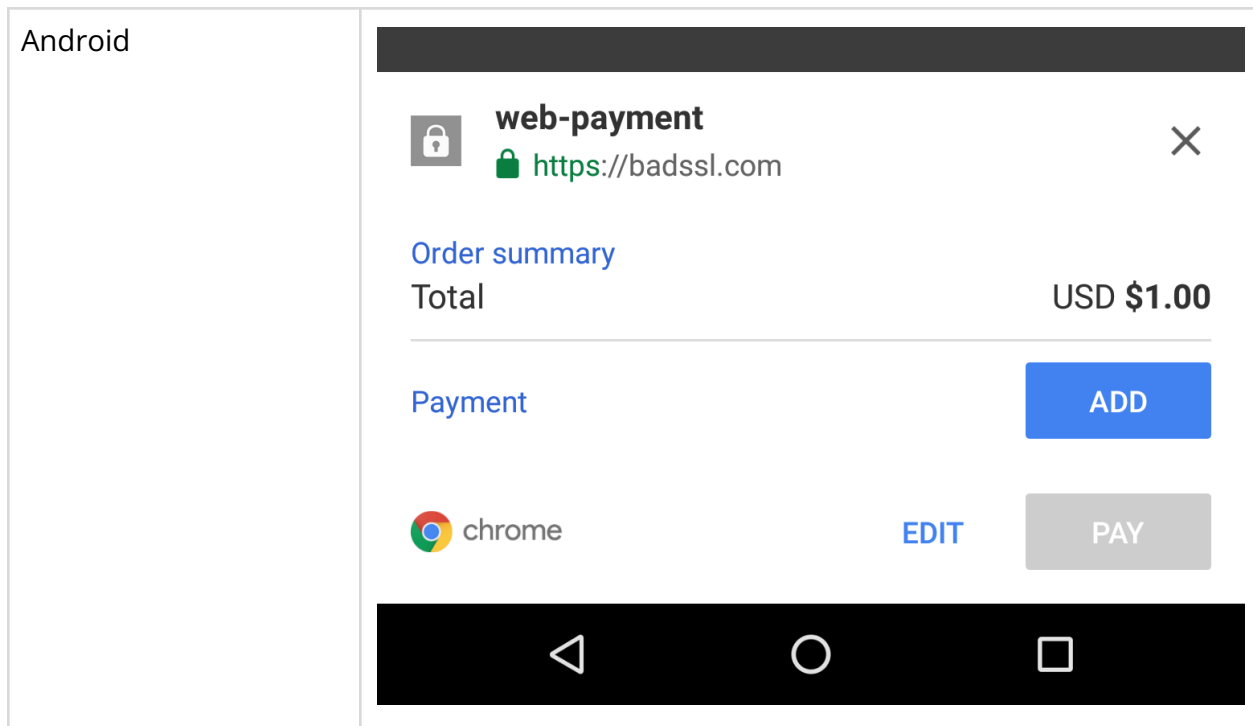 Android
web-payment
https://badssl.com
Order summary
Total USD $1.00
Payment ADD
chrome EDIT PAY